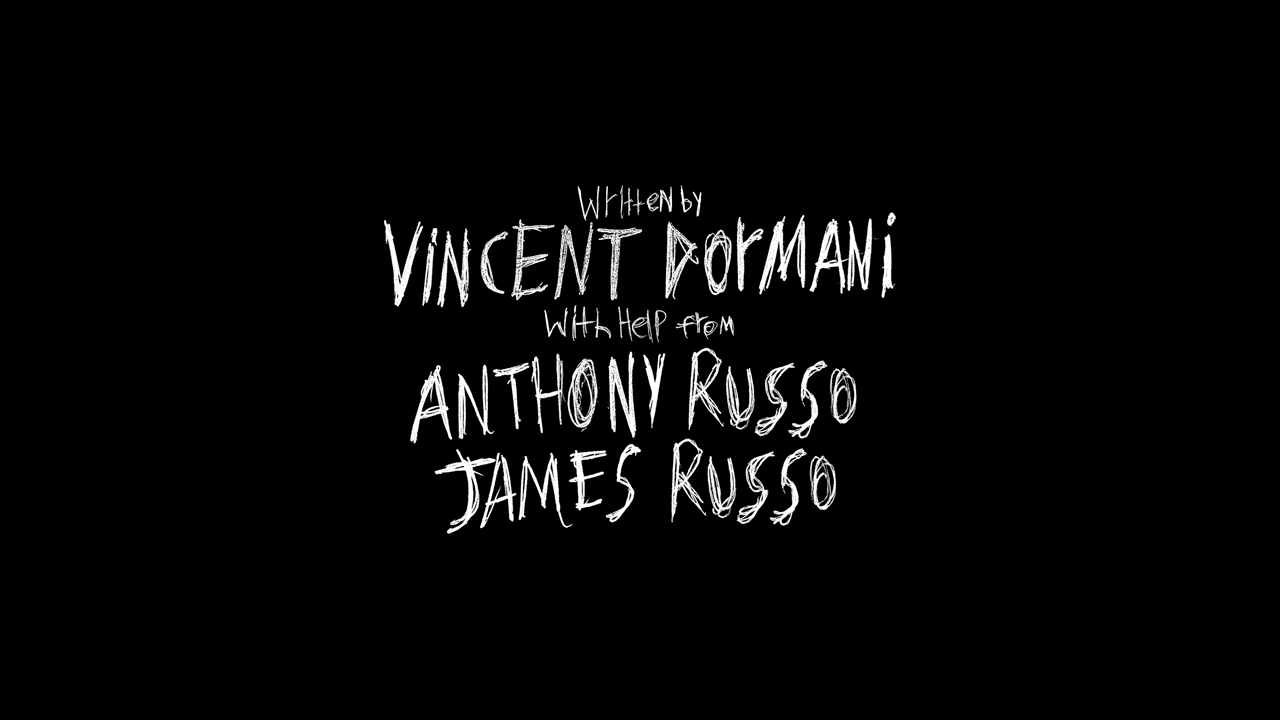 Written by
VINCENT DORMANI
With Help from
ANTHONY RUSSO
JAMES RUSSO